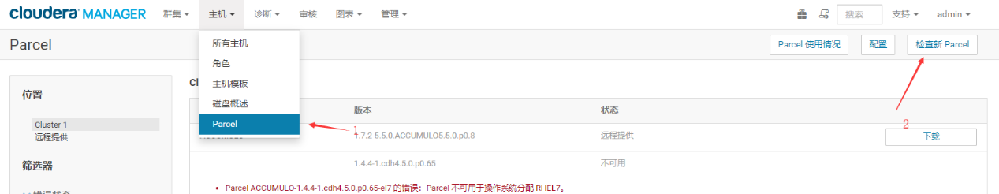 cloudera MANAGER 群集 主机 诊断 审核 图表 管理 搜索 支持 admin
Parcel Parcel 使用情况 配置 检查新 Parcel
所有主机
角色
主机模板
磁盘概述
Parcel
位置
Cluster 1
远程提供
筛选器
版本 状态
1
2
1.7.2-5.5.0.ACCUMULO5.5.0.p0.8 远程提供 下载
1.4.4-1.cdh4.5.0.p0.65 不可用
Parcel ACCUMULO-1.4.4-1.cdh4.5.0.p0.65-el7 的错误：Parcel 不可用于操作系统分配 RHEL7。